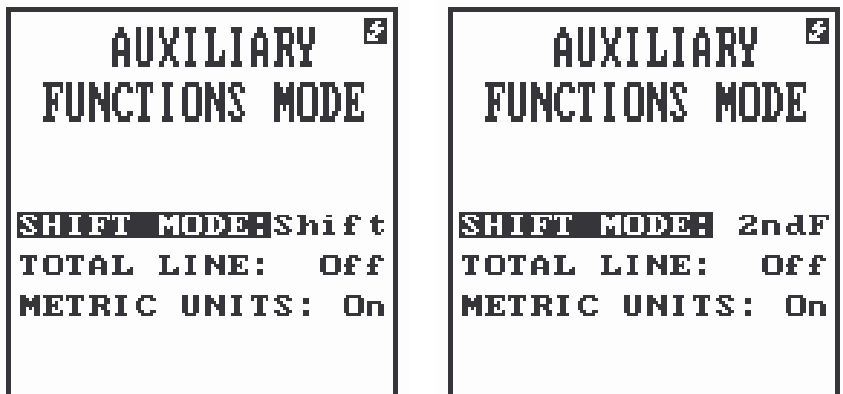 AUXILIARY
FUNCTIONS MODE
SHIFT MODE:Shift
TOTAL LINE: Off
METRIC UNITS: On
AUXILIARY
FUNCTIONS MODE
SHIFT MODE: 2ndF
TOTAL LINE: Off
METRIC UNITS: On